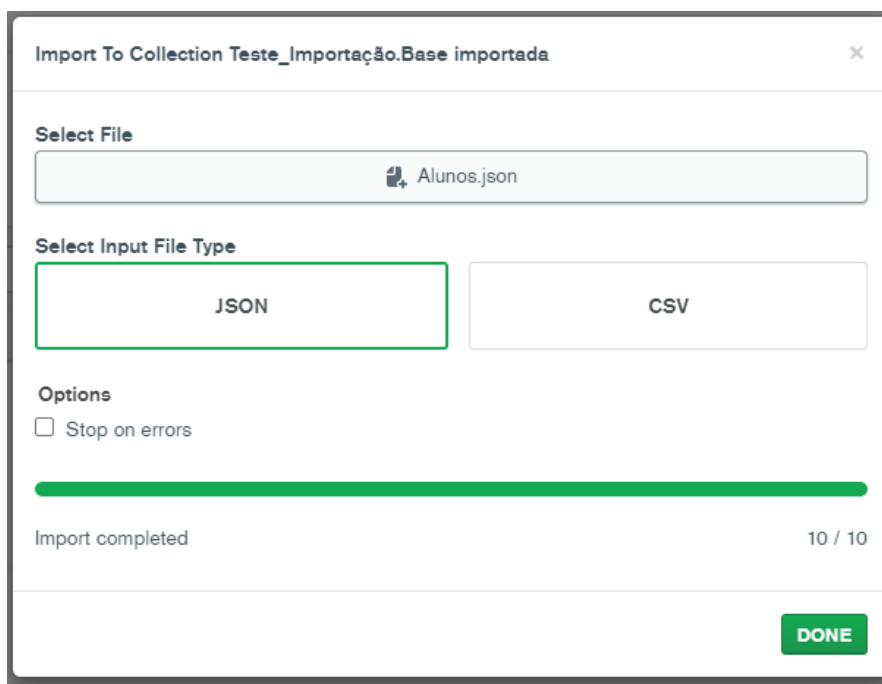 Import To Collection Teste_Importação.Base importada
Select File
Alunos.json
Select Input File Type
JSON CSV
Options
Stop on errors
Import completed 10 / 10
DONE